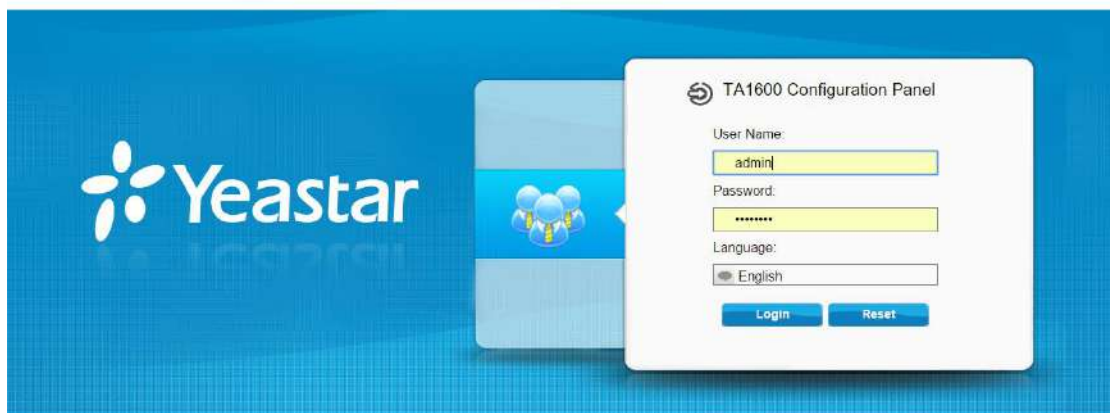 Yeastar
TA1600 Configuration Panel
User Name:
admin
Password:
••••••••
Language:
English
Login
Reset